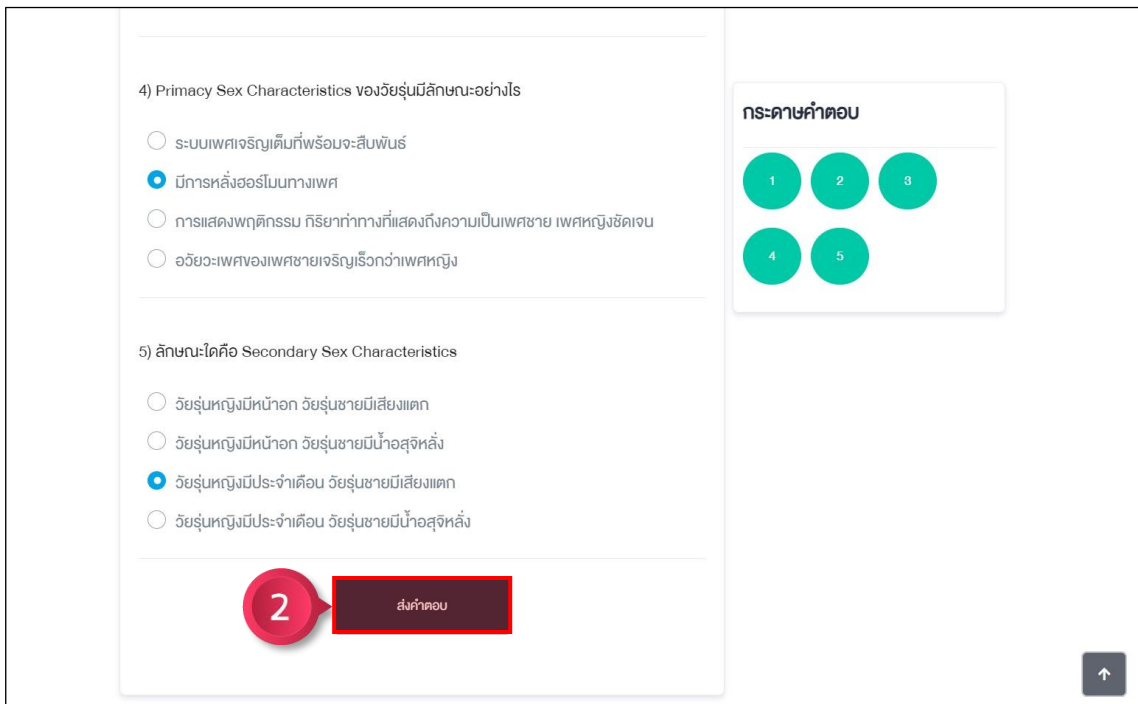 4) Primacy Sex Characteristics ของวัยรุ่นมีลักษณะอย่างไร
ระบบเพศเจริญเต็มที่พร้อมจะสืบพันธ์
มีการหลั่งฮอร์โมนทางเพศ
การแสดงพฤติกรรม กิริยาท่าทางที่แสดงถึงความเป็นเพศชาย เพศหญิงชัดเจน
อวัยวะเพศของเพศชายเจริญเร็วกว่าเพศหญิง
5) ลักษณะใดคือ Secondary Sex Characteristics
วัยรุ่นหญิงมีหน้าอก วัยรุ่นชายมีเสียงแตก
วัยรุ่นหญิงมีหน้าอก วัยรุ่นชายมีน้ำอสุจิหลั่ง
วัยรุ่นหญิงมีประจำเดือน วัยรุ่นชายมีเสียงแตก
วัยรุ่นหญิงมีประจำเดือน วัยรุ่นชายมีน้ำอสุจิหลั่ง
2 ส่งคำตอบ
กระดาษคำตอบ
1 2 3
4 5